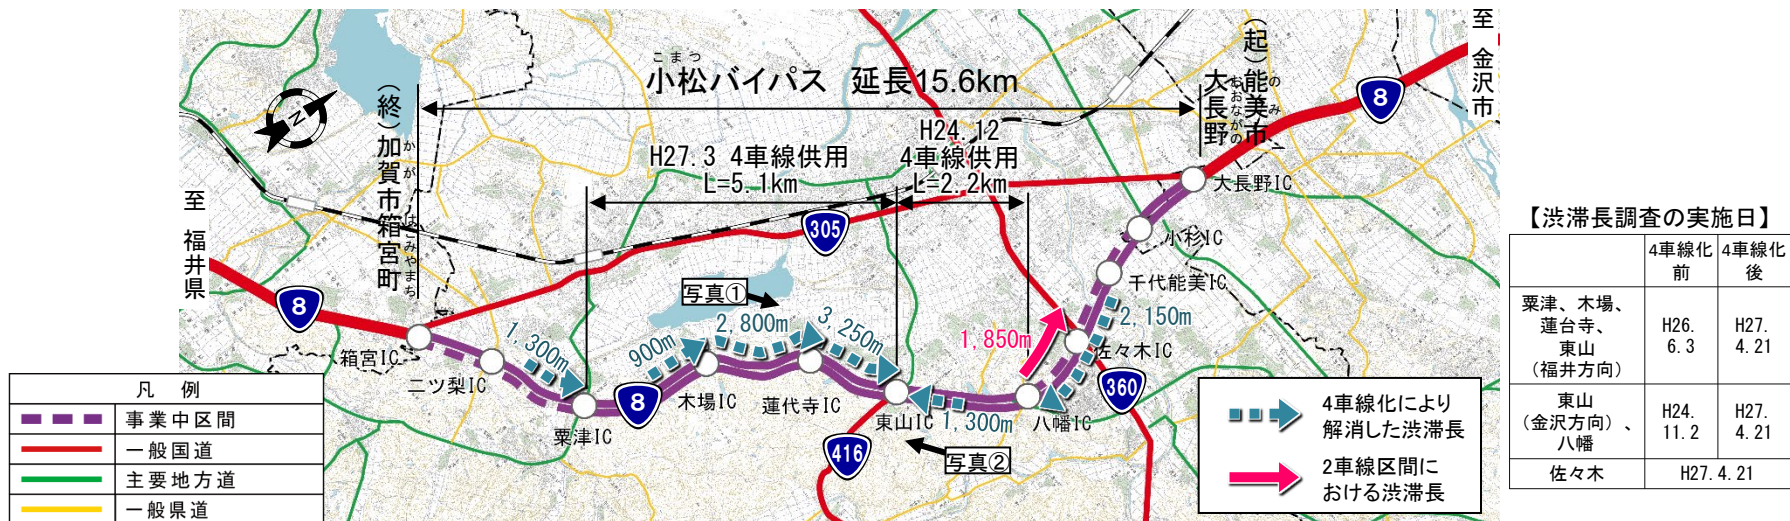 こまつ
小松バイパス 延長15.6km
至 金沢市
(起)能美市
のみ
大長野
おおながの
8
N
(終)加賀市箱宮町
かが はこみやまち
至 福井県
8
H27.3 4車線供用
L=5.1km
H24.12
4車線供用
L=2.2km
305
大長野IC
小杉IC
千代能美IC
佐々木IC
八幡IC
東山IC
蓮代寺IC
木場IC
粟津IC
二ツ梨IC
箱宮IC
写真①
写真②
1,300m
900m
2,800m
3,250m
1,300m
1,850m
2,150m
8
416
360
凡 例
事業中区間
一般国道
主要地方道
一般県道
4車線化により
解消した渋滞長
2車線区間に
おける渋滞長
【渋滞長調査の実施日】
4車線化
前
4車線化
後
粟津、木場、
蓮台寺、
東山
(福井方向)
H26.
6.3
H27.
4.21
東山
(金沢方向)、
八幡
H24.
11.2
H27.
4.21
佐々木
H27.4.21